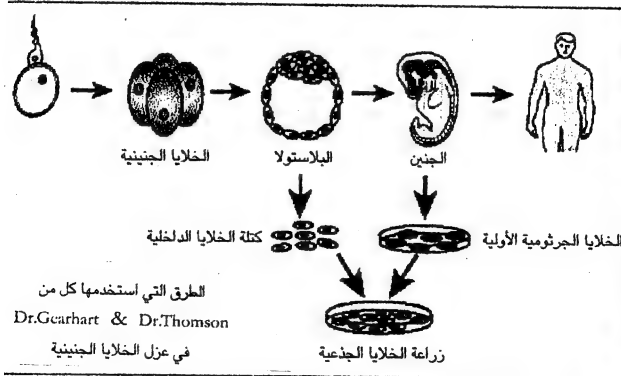 الخلايا الجنينية
البلاستولا
الجنين
كتلة الخلايا الدلخلية
الخلايا الجرثومية الأولية
الطرق التي استخدمها كل من
Dr.Gearhart & Dr.Thomson
في عزل الخلايا الجنينية
زراعة الخلايا الجذعية